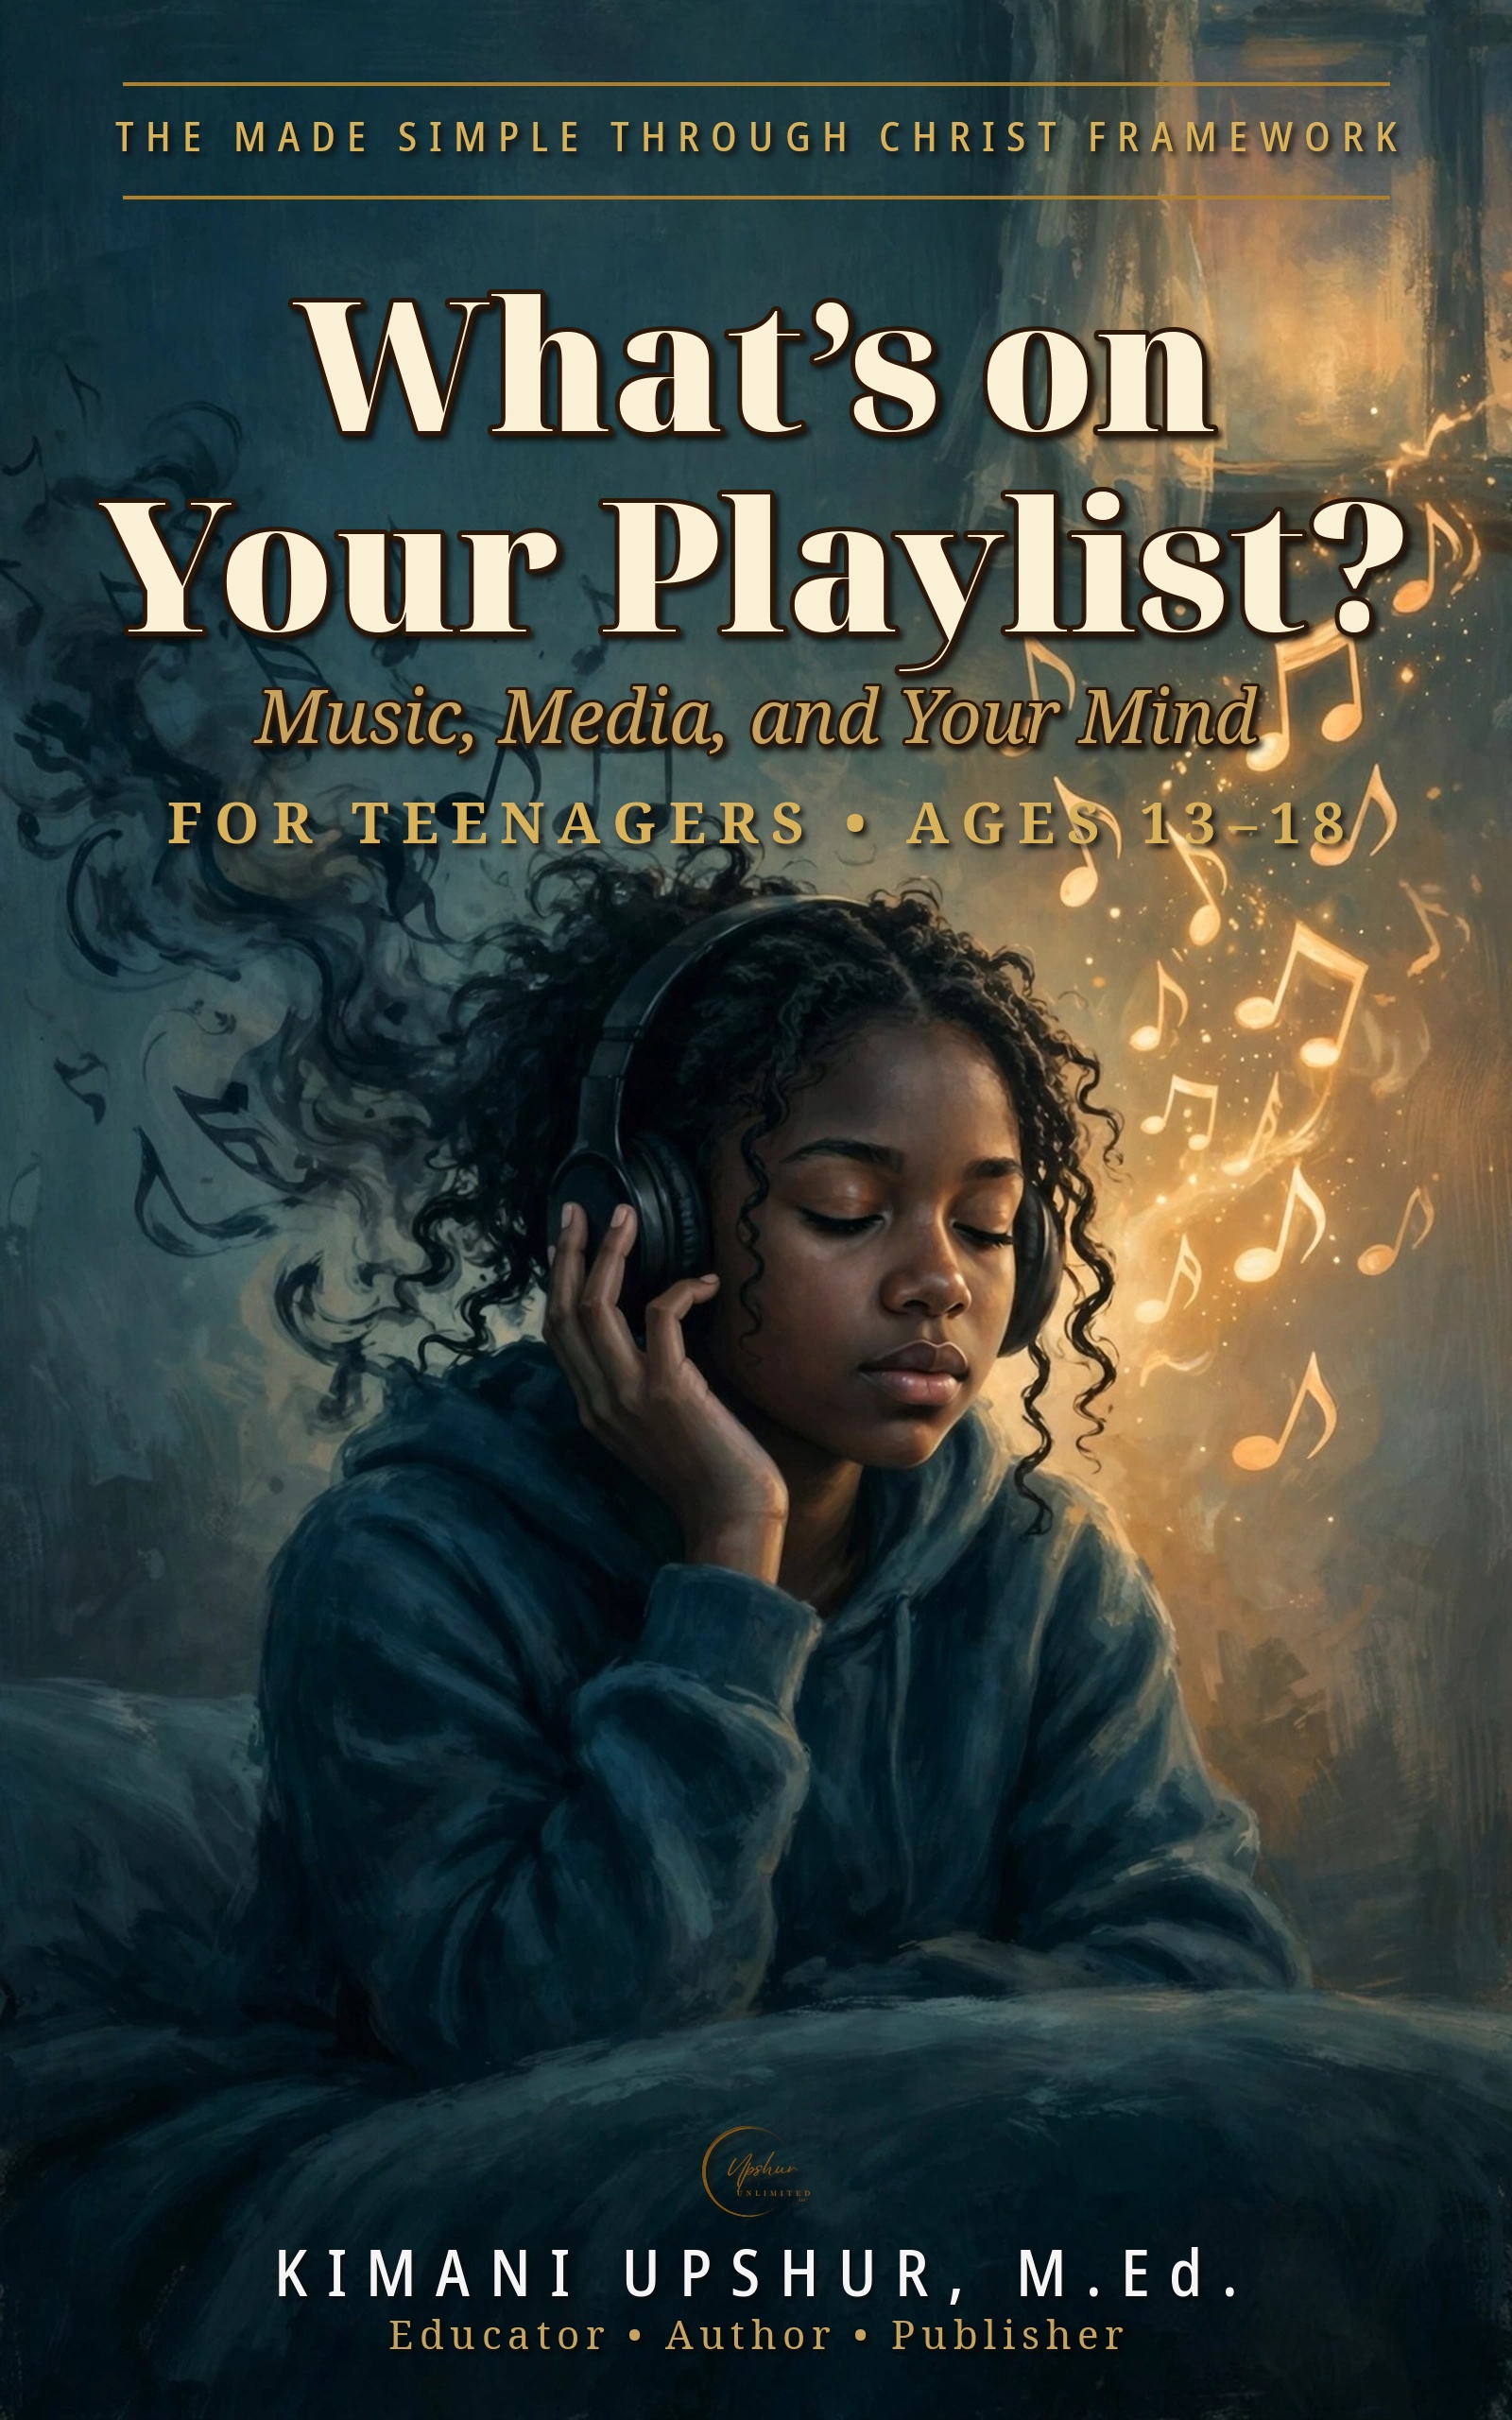 THE MADE SIMPLE THROUGH CHRIST FRAMEWORK
What’s on
Your Playlist?
Music, Media, and Your Mind
FOR TEENAGERS • AGES 13–18
Upshur
UNLIMITED
KIMANI UPSHUR, M.Ed.
Educator • Author • Publisher